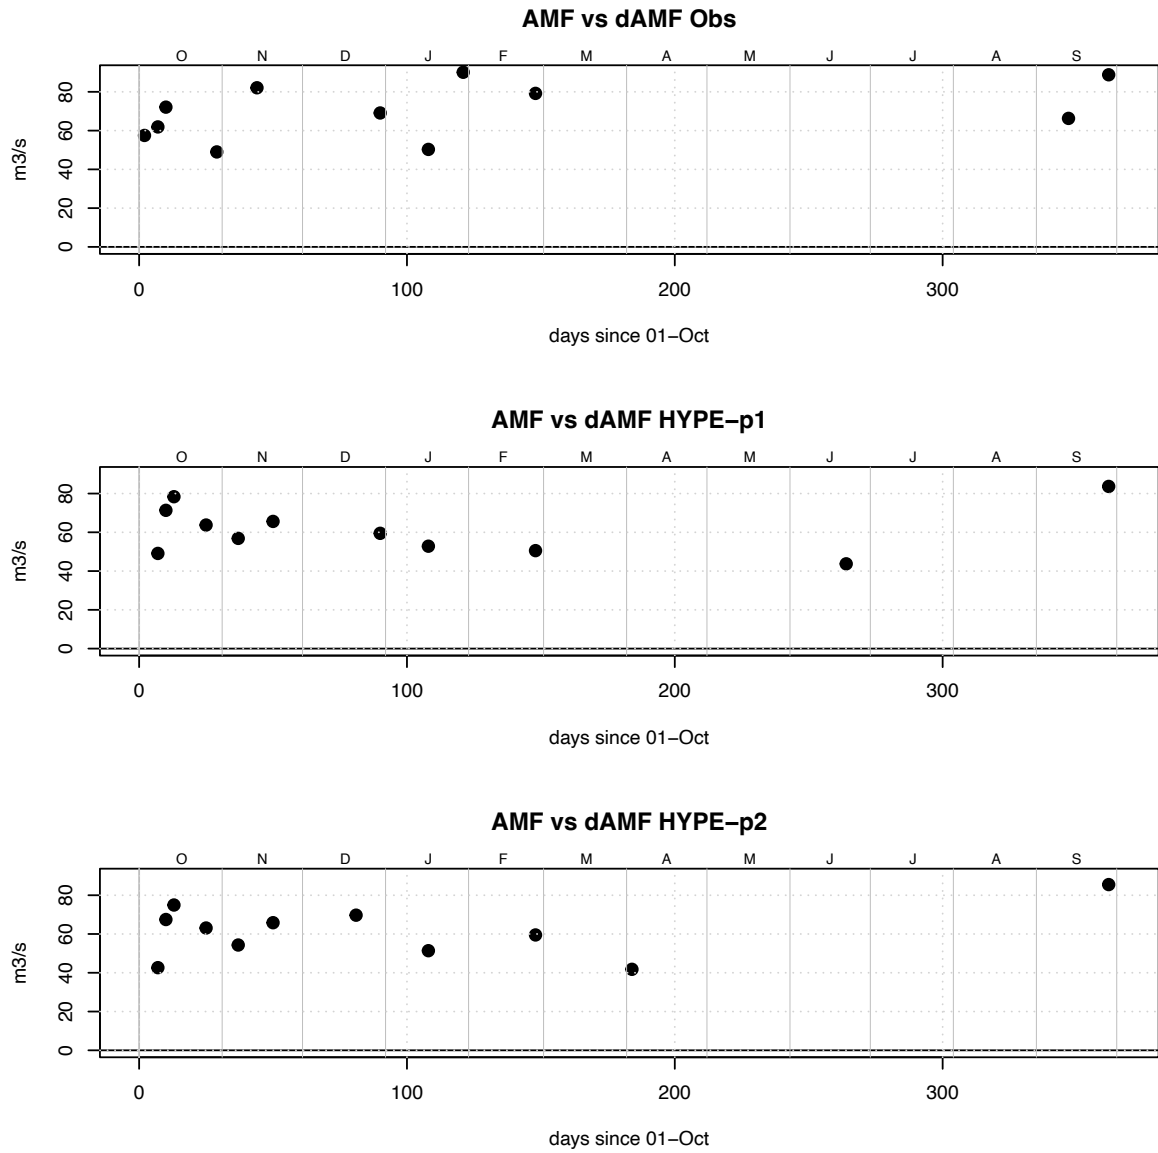 AMF vs dAMF Obs
O N D J F M A M J J A S
80
60
40
20
0
m3/s
0 100 200 300
days since 01−Oct
AMF vs dAMF HYPE−p1
O N D J F M A M J J A S
80
60
40
20
0
m3/s
0 100 200 300
days since 01−Oct
AMF vs dAMF HYPE−p2
O N D J F M A M J J A S
80
60
40
20
0
m3/s
0 100 200 300
days since 01−Oct